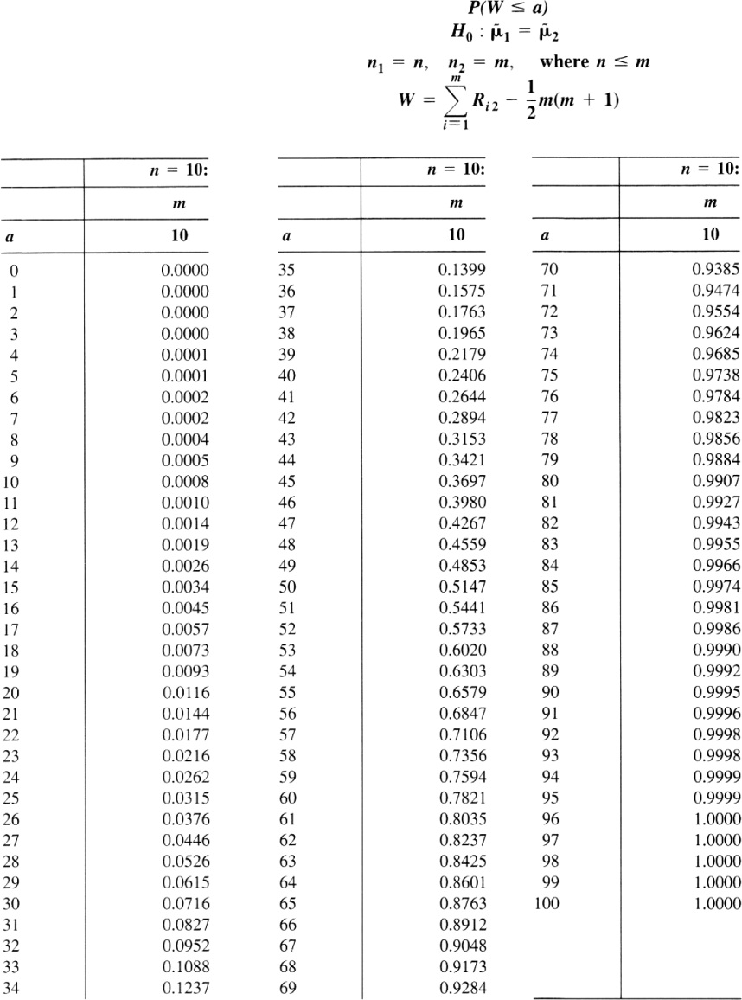 P(W ≤ a)
H₀ : μ̃₁ = μ̃₂
n₁ = n, n₂ = m, where n ≤ m
W = ∑_{i=1}^{m} R_{i2} − 1/2 m(m + 1)
n = 10: n = 10: n = 10:
m m m
a 10 a 10 a 10
0 0.0000 35 0.1399 70 0.9385
1 0.0000 36 0.1575 71 0.9474
2 0.0000 37 0.1763 72 0.9554
3 0.0000 38 0.1965 73 0.9624
4 0.0001 39 0.2179 74 0.9685
5 0.0001 40 0.2406 75 0.9738
6 0.0002 41 0.2644 76 0.9784
7 0.0002 42 0.2894 77 0.9823
8 0.0004 43 0.3153 78 0.9856
9 0.0005 44 0.3421 79 0.9884
10 0.0008 45 0.3697 80 0.9907
11 0.0010 46 0.3980 81 0.9927
12 0.0014 47 0.4267 82 0.9943
13 0.0019 48 0.4559 83 0.9955
14 0.0026 49 0.4853 84 0.9966
15 0.0034 50 0.5147 85 0.9974
16 0.0045 51 0.5441 86 0.9981
17 0.0057 52 0.5733 87 0.9986
18 0.0073 53 0.6020 88 0.9990
19 0.0093 54 0.6303 89 0.9992
20 0.0116 55 0.6579 90 0.9995
21 0.0144 56 0.6847 91 0.9996
22 0.0177 57 0.7106 92 0.9998
23 0.0216 58 0.7356 93 0.9998
24 0.0262 59 0.7594 94 0.9999
25 0.0315 60 0.7821 95 0.9999
26 0.0376 61 0.8035 96 1.0000
27 0.0446 62 0.8237 97 1.0000
28 0.0526 63 0.8425 98 1.0000
29 0.0615 64 0.8601 99 1.0000
30 0.0716 65 0.8763 100 1.0000
31 0.0827 66 0.8912
32 0.0952 67 0.9048
33 0.1088 68 0.9173
34 0.1237 69 0.9284